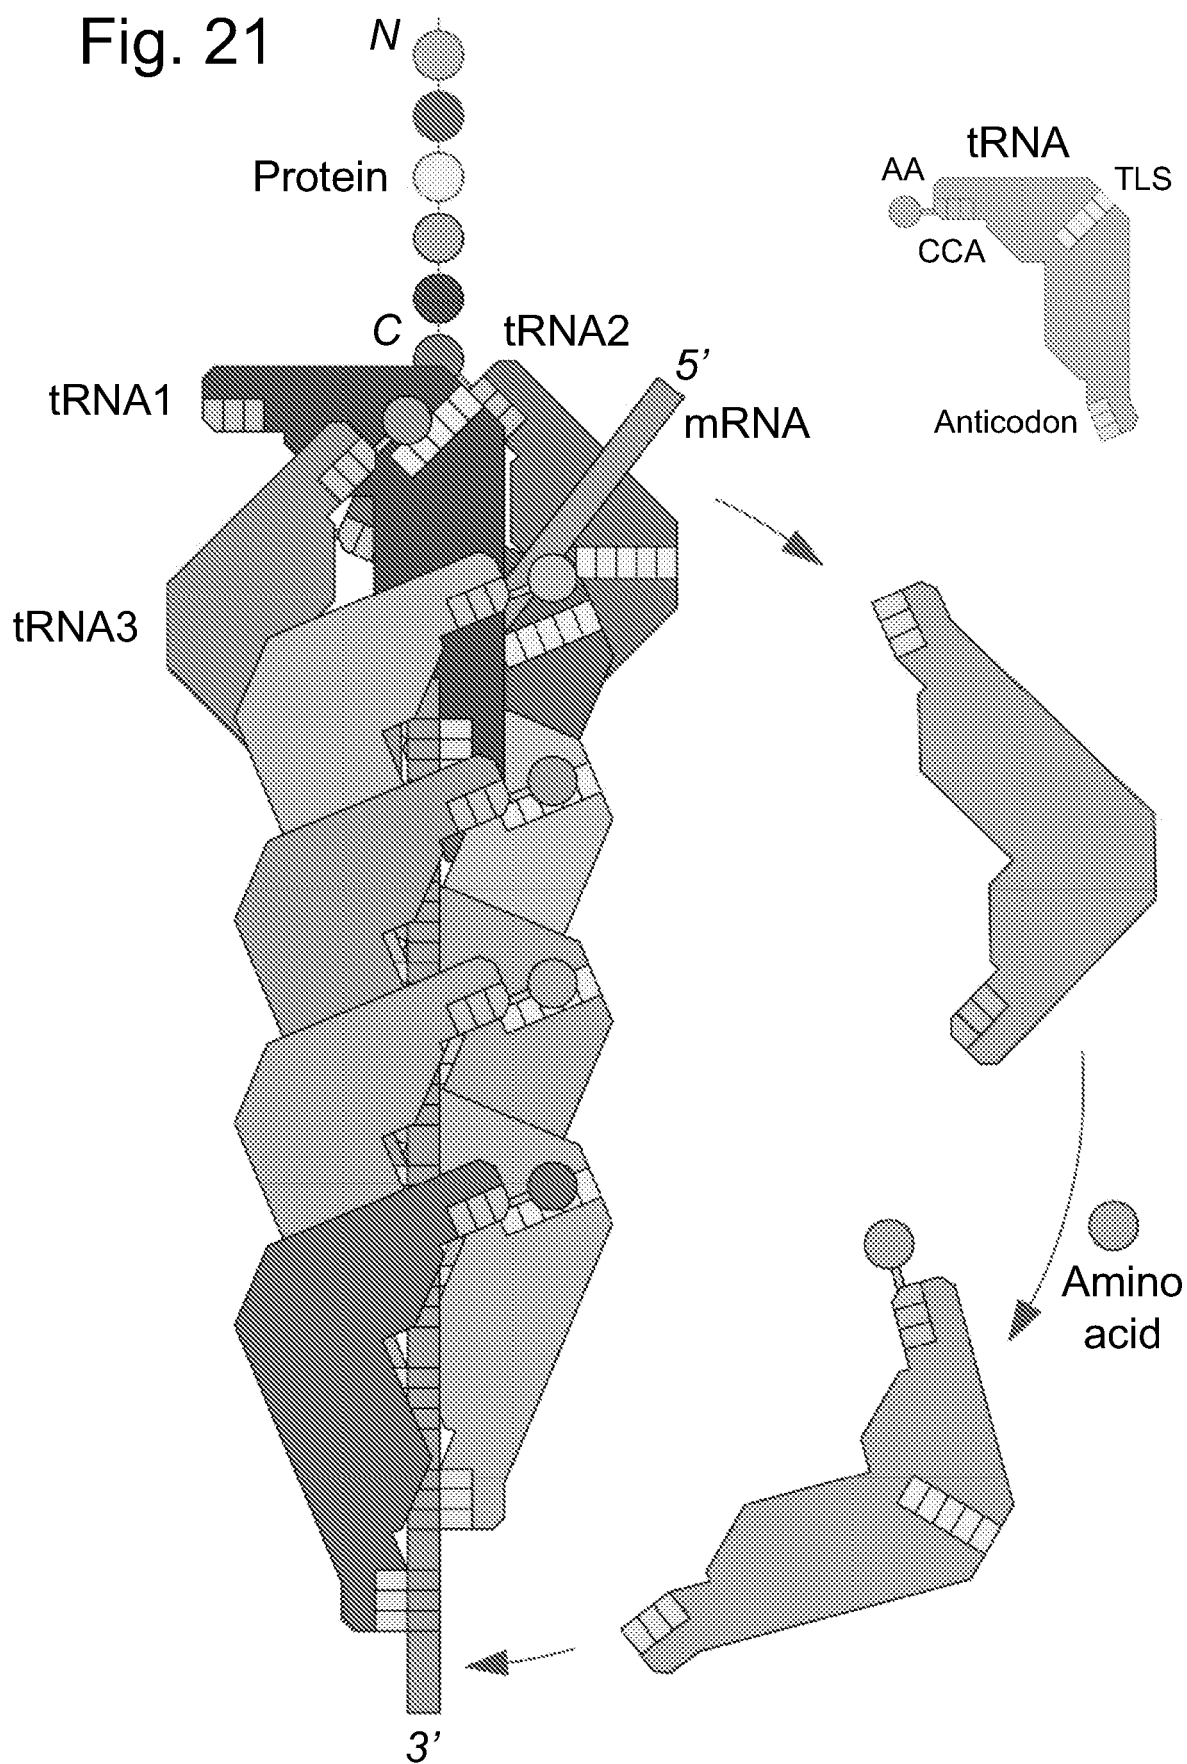 Fig. 21
N
Protein
C
tRNA1
tRNA2
5’
mRNA
tRNA3
tRNA
AA
TLS
CCA
Anticodon
Amino
acid
3’